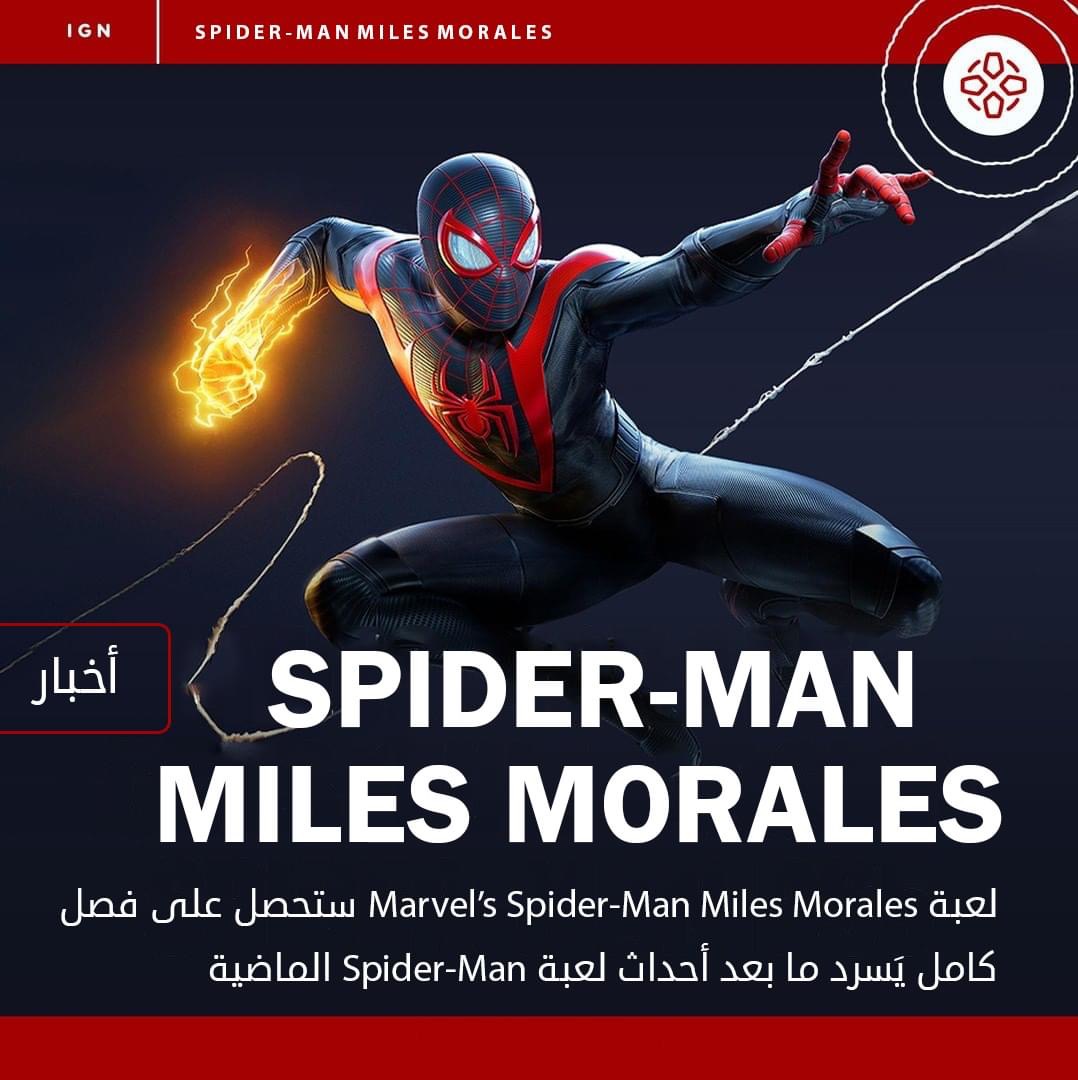 IGN
SPIDER-MAN MILES MORALES
أخبار
SPIDER-MAN
MILES MORALES
لعبة Marvel’s Spider-Man Miles Morales ستحصل على فصل
كامل يَسرد ما بعد أحداث لعبة Spider-Man الماضية